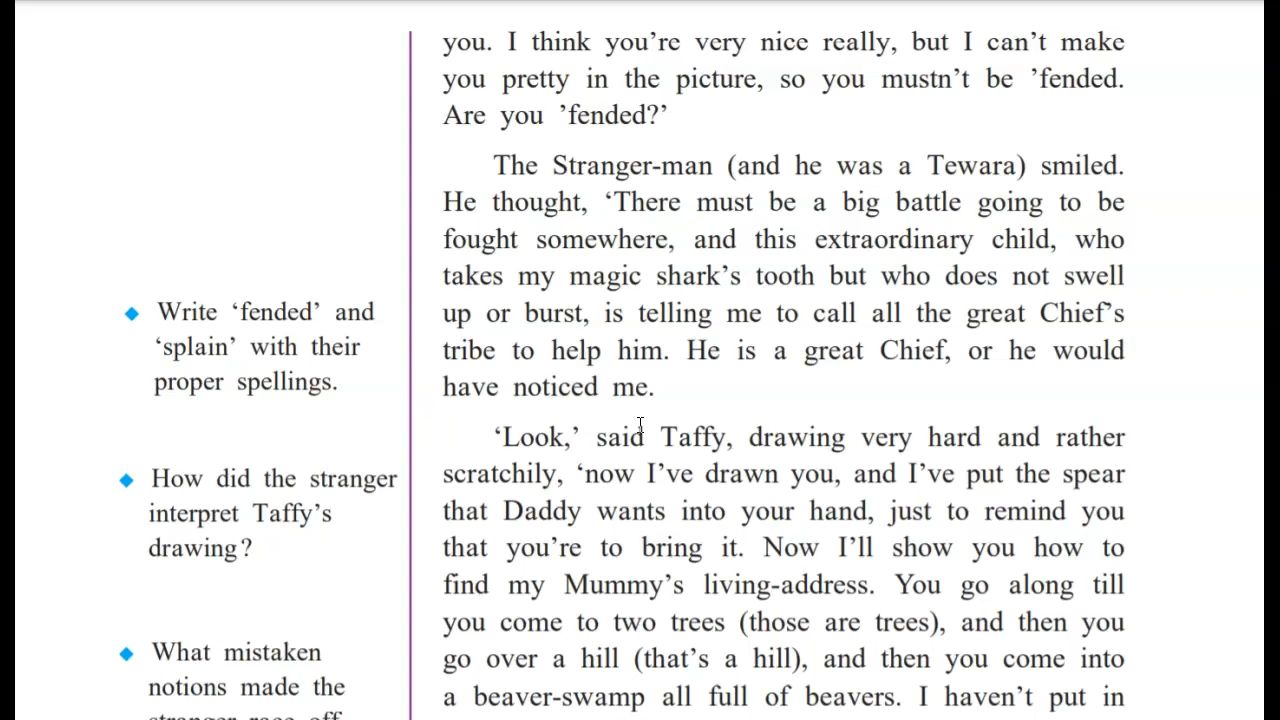 you. I think you’re very nice really, but I can’t make
you pretty in the picture, so you mustn’t be ’fended.
Are you ’fended?’
The Stranger-man (and he was a Tewara) smiled.
He thought, ‘There must be a big battle going to be
fought somewhere, and this extraordinary child, who
takes my magic shark’s tooth but who does not swell
up or burst, is telling me to call all the great Chief’s
tribe to help him. He is a great Chief, or he would
have noticed me.
‘Look,’ said Taffy, drawing very hard and rather
scratchily, ‘now I’ve drawn you, and I’ve put the spear
that Daddy wants into your hand, just to remind you
that you’re to bring it. Now I’ll show you how to
find my Mummy’s living-address. You go along till
you come to two trees (those are trees), and then you
go over a hill (that’s a hill), and then you come into
a beaver-swamp all full of beavers. I haven’t put in
Write ‘fended’ and
‘splain’ with their
proper spellings.
How did the stranger
interpret Taffy’s
drawing?
What mistaken
notions made the
stranger race off